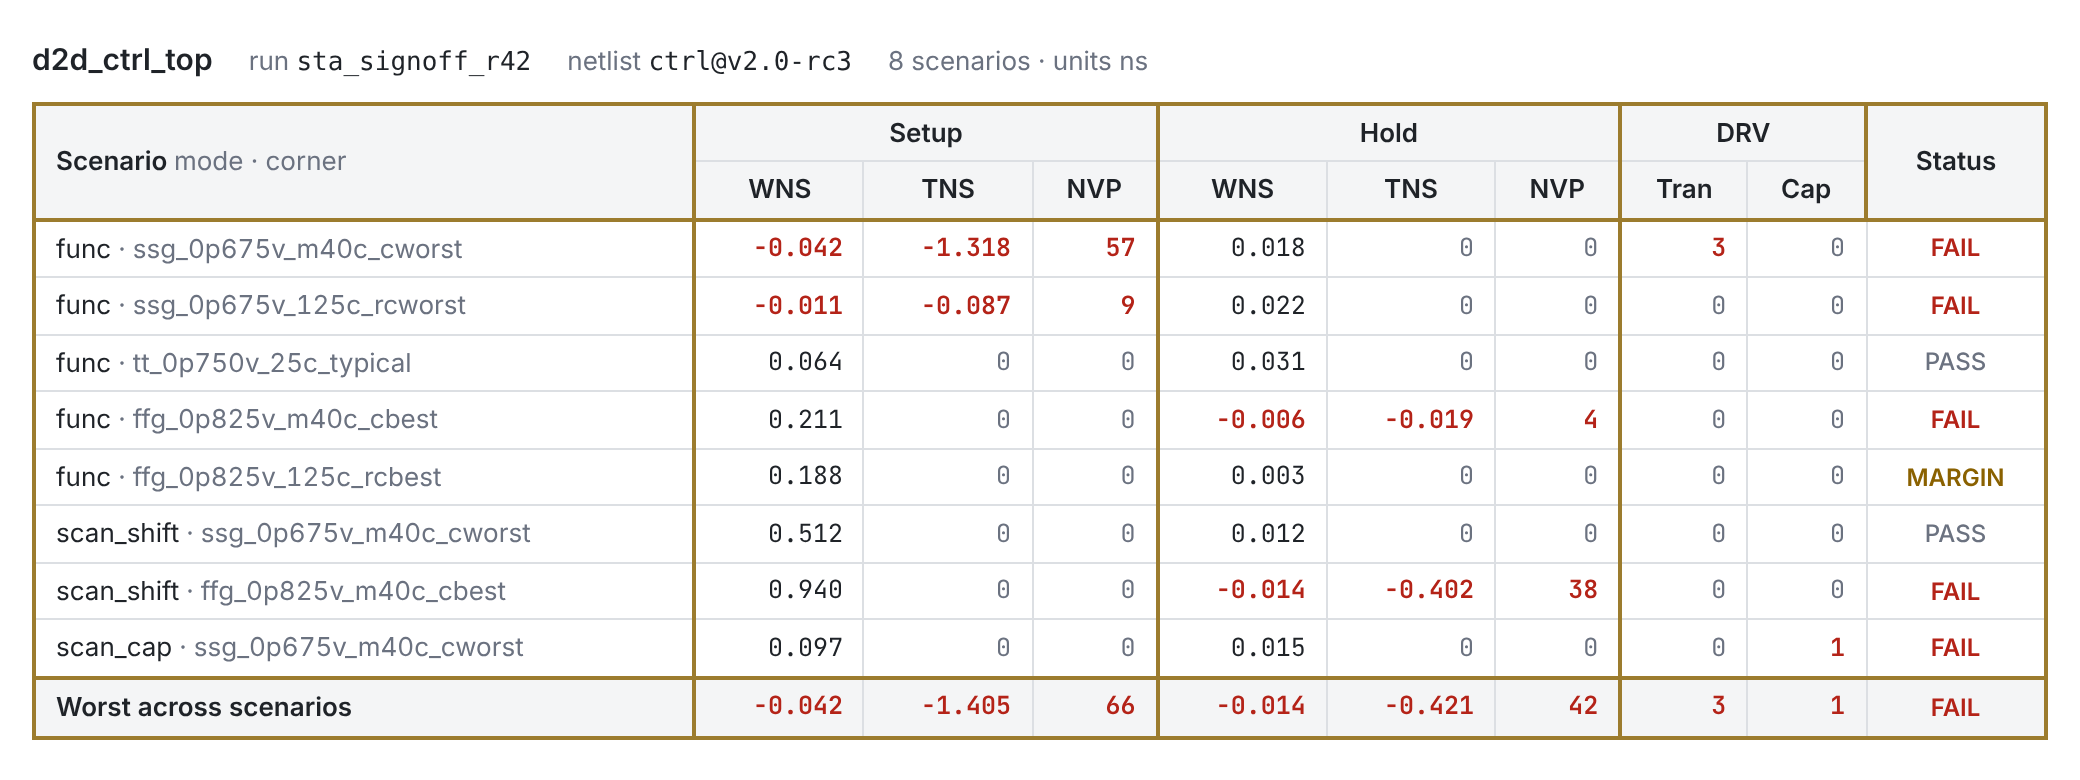 d2d_ctrl_top run sta_signoff_r42 netlist ctrl@v2.0-rc3 8 scenarios · units ns
Scenario mode · corner Setup Hold DRV Status
WNS TNS NVP WNS TNS NVP Tran Cap
func · ssg_0p675v_m40c_cworst -0.042 -1.318 57 0.018 0 0 3 0 FAIL
func · ssg_0p675v_125c_rcworst -0.011 -0.087 9 0.022 0 0 0 0 FAIL
func · tt_0p750v_25c_typical 0.064 0 0 0.031 0 0 0 0 PASS
func · ffg_0p825v_m40c_cbest 0.211 0 0 -0.006 -0.019 4 0 0 FAIL
func · ffg_0p825v_125c_rcbest 0.188 0 0 0.003 0 0 0 0 MARGIN
scan_shift · ssg_0p675v_m40c_cworst 0.512 0 0 0.012 0 0 0 0 PASS
scan_shift · ffg_0p825v_m40c_cbest 0.940 0 0 -0.014 -0.402 38 0 0 FAIL
scan_cap · ssg_0p675v_m40c_cworst 0.097 0 0 0.015 0 0 0 1 FAIL
Worst across scenarios -0.042 -1.405 66 -0.014 -0.421 42 3 1 FAIL